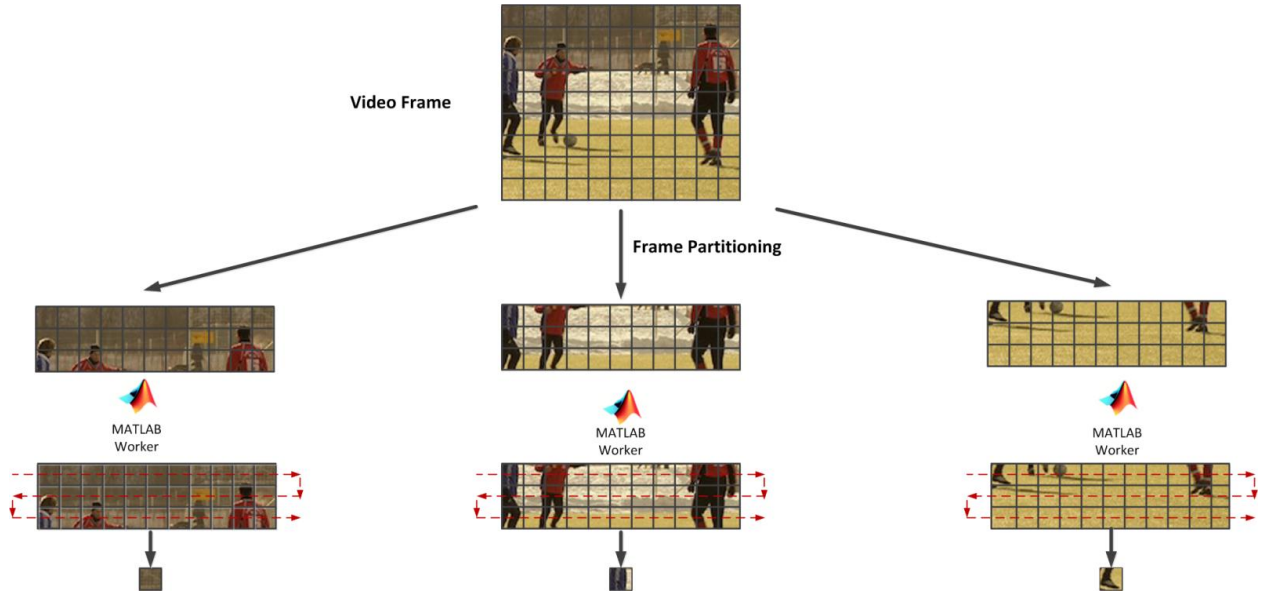 Video Frame
Frame Partitioning
MATLAB
Worker
MATLAB
Worker
MATLAB
Worker